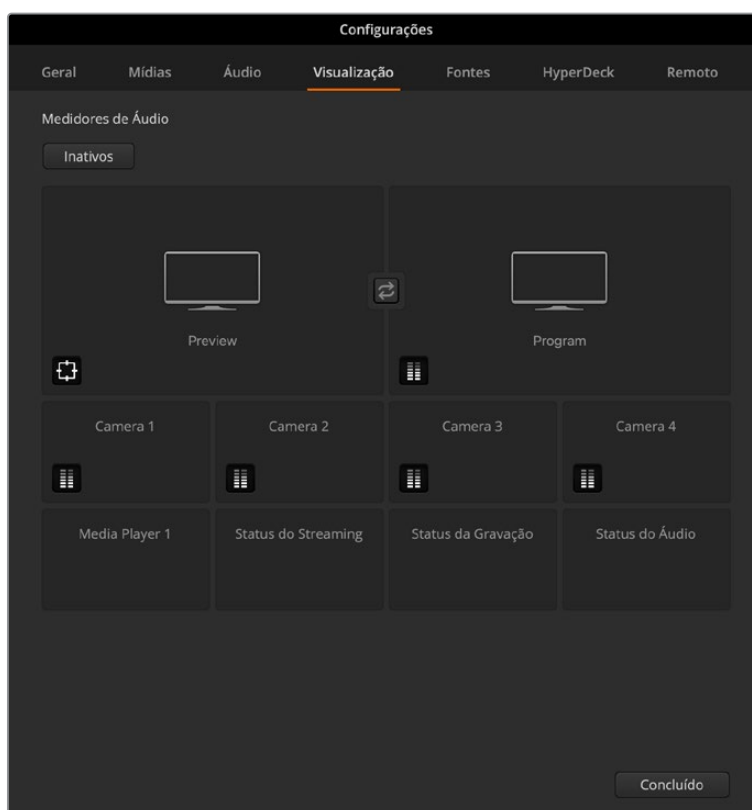 Configurações
Geral Mídias Áudio Visualização Fontes HyperDeck Remoto
Medidores de Áudio
Inativos
Preview Program
Camera 1 Camera 2 Camera 3 Camera 4
Media Player 1 Status do Streaming Status da Gravação Status do Áudio
Concluído